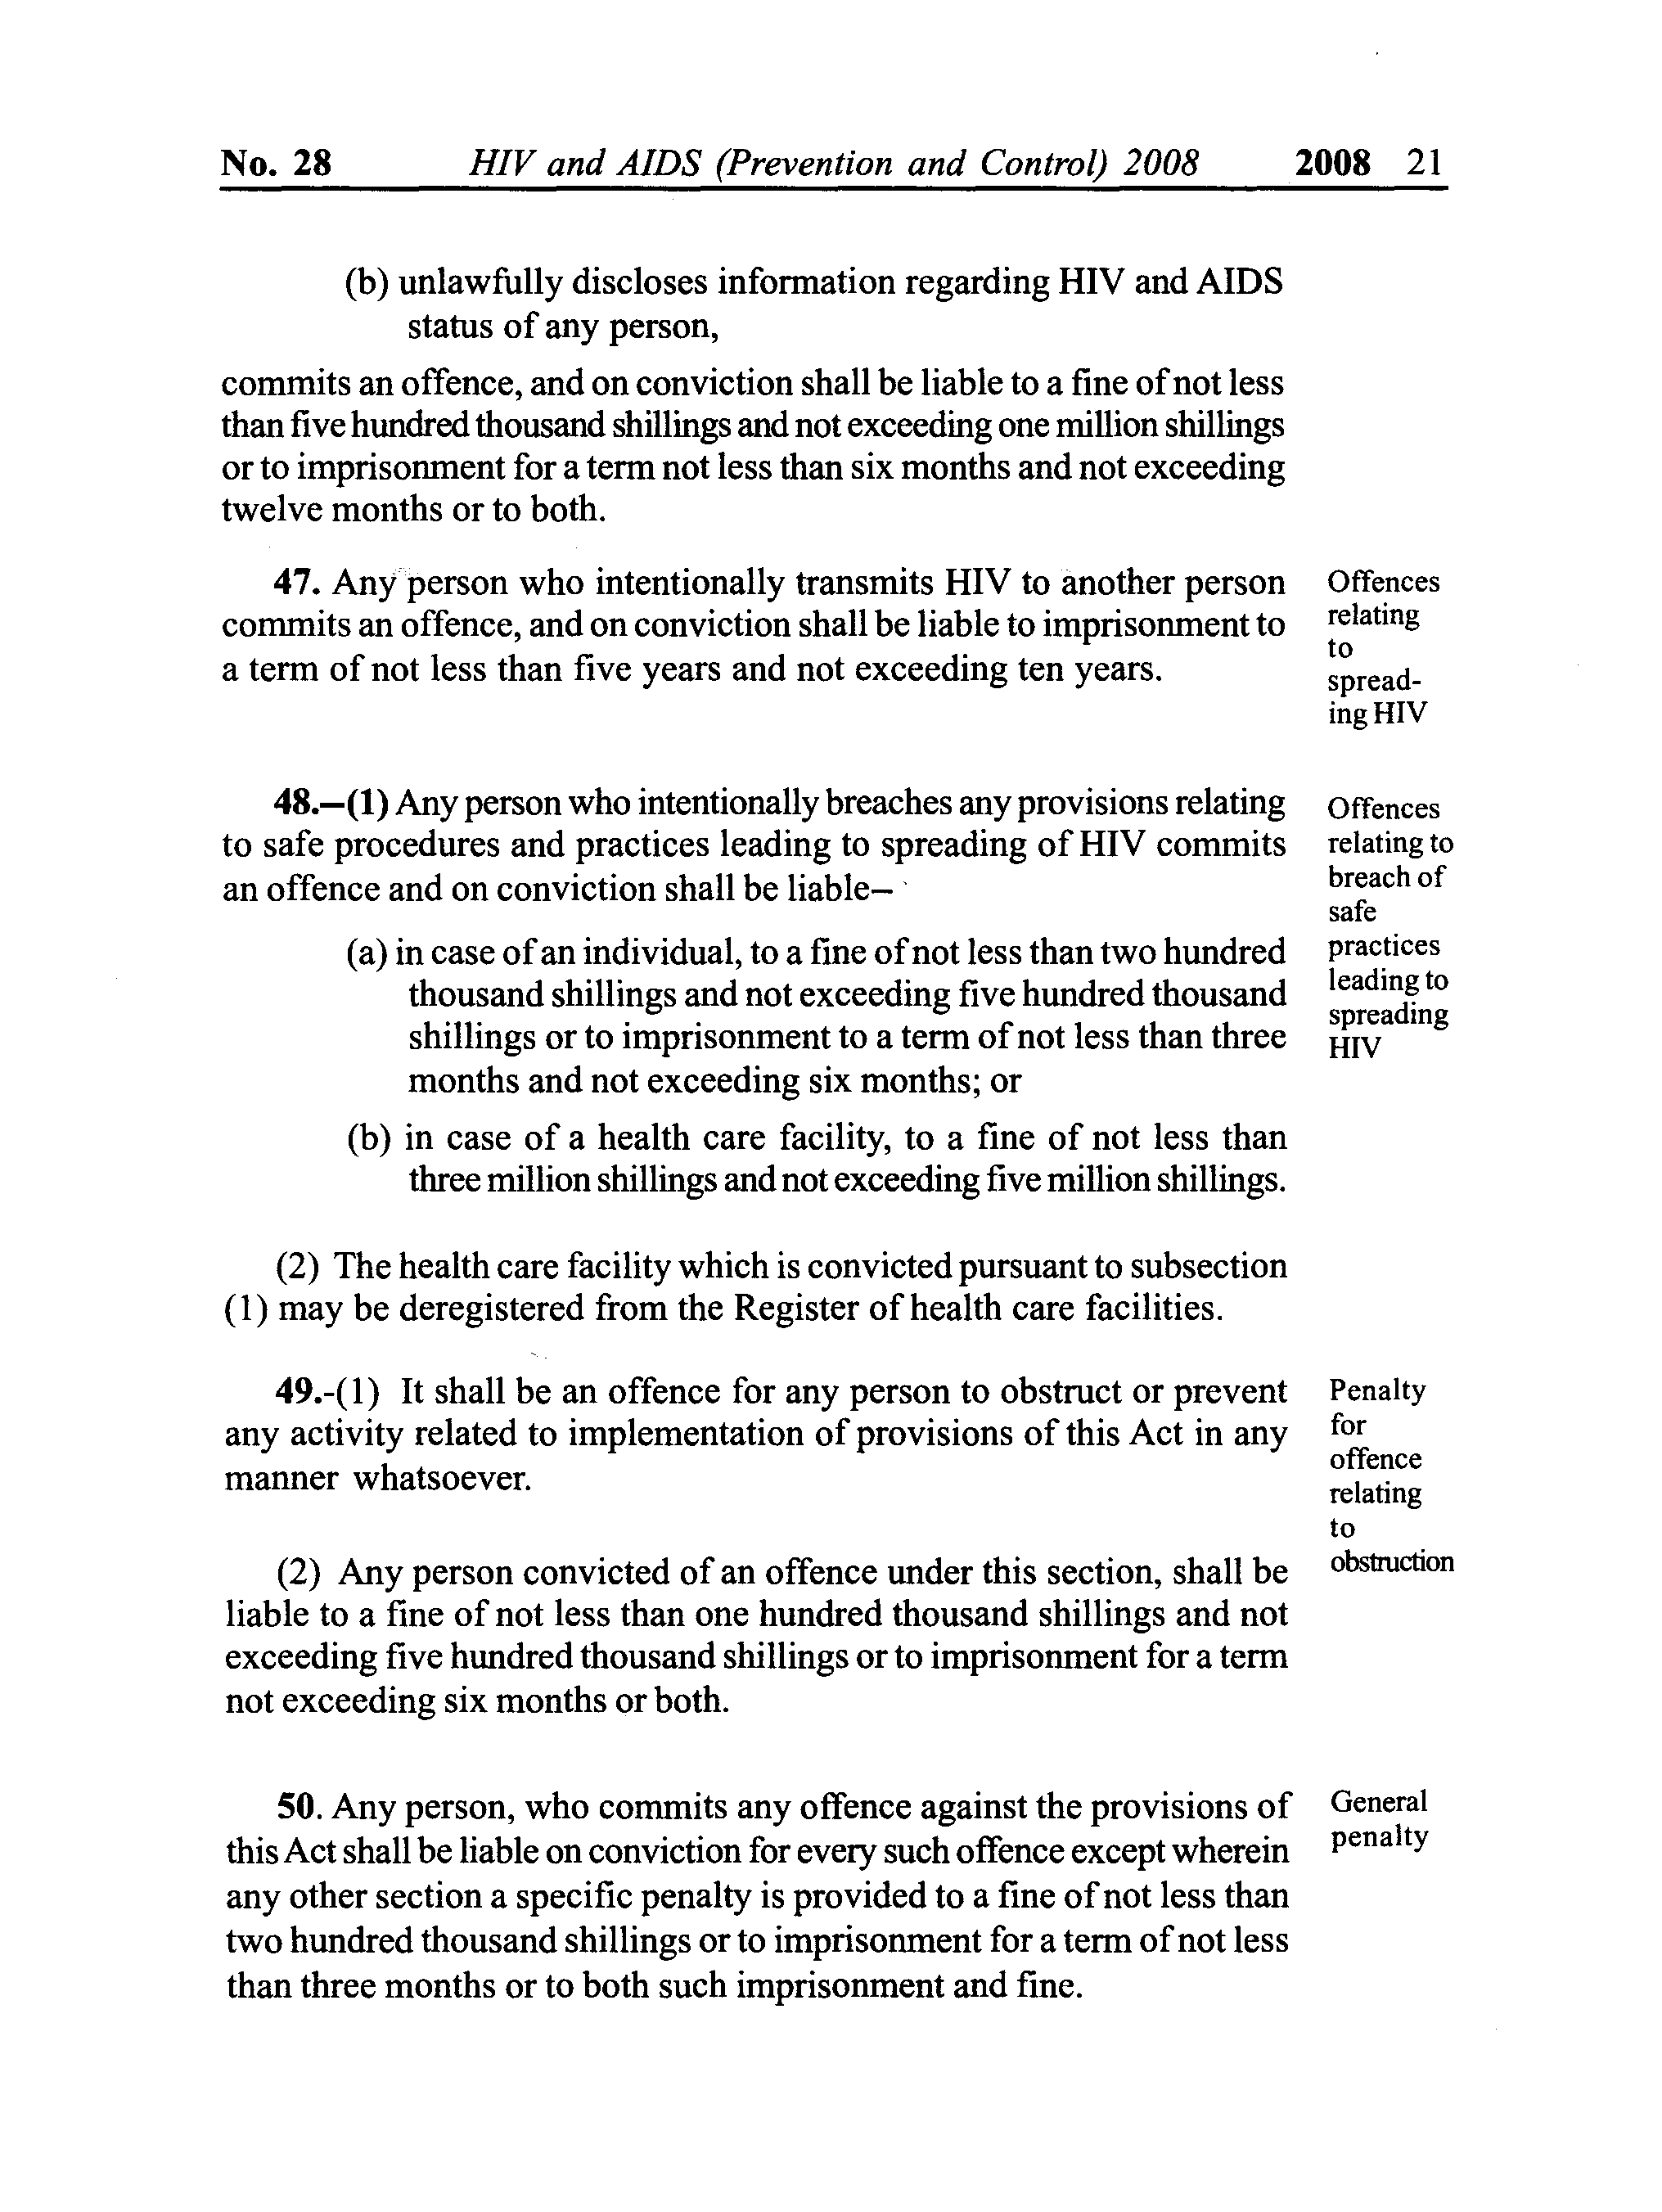 No. 28 HIV and AIDS (Prevention and Control) 2008 2008 21
(b) unlawfully discloses information regarding HIV and AIDS
status of any person,
commits an offence, and on conviction shall be liable to a fine of not less
than five hundred thousand shillings and not exceeding one million shillings
or to imprisonment for a term not less than six months and not exceeding
twelve months or to both.
47. Any person who intentionally transmits HIV to another person
commits an offence, and on conviction shall be liable to imprisonment to
a term of not less than five years and not exceeding ten years.
Offences
relating
to
spread-
ing HIV
48.—(1) Any person who intentionally breaches any provisions relating
to safe procedures and practices leading to spreading of HIV commits
an offence and on conviction shall be liable—
(a) in case of an individual, to a fine of not less than two hundred
thousand shillings and not exceeding five hundred thousand
shillings or to imprisonment to a term of not less than three
months and not exceeding six months; or
(b) in case of a health care facility, to a fine of not less than
three million shillings and not exceeding five million shillings.
Offences
relating to
breach of
safe
practices
leading to
spreading
HIV
(2) The health care facility which is convicted pursuant to subsection
(1) may be deregistered from the Register of health care facilities.
49.-(1) It shall be an offence for any person to obstruct or prevent
any activity related to implementation of provisions of this Act in any
manner whatsoever.
Penalty
for
offence
relating
to
obstruction
(2) Any person convicted of an offence under this section, shall be
liable to a fine of not less than one hundred thousand shillings and not
exceeding five hundred thousand shillings or to imprisonment for a term
not exceeding six months or both.
50. Any person, who commits any offence against the provisions of
this Act shall be liable on conviction for every such offence except wherein
any other section a specific penalty is provided to a fine of not less than
two hundred thousand shillings or to imprisonment for a term of not less
than three months or to both such imprisonment and fine.
General
penalty